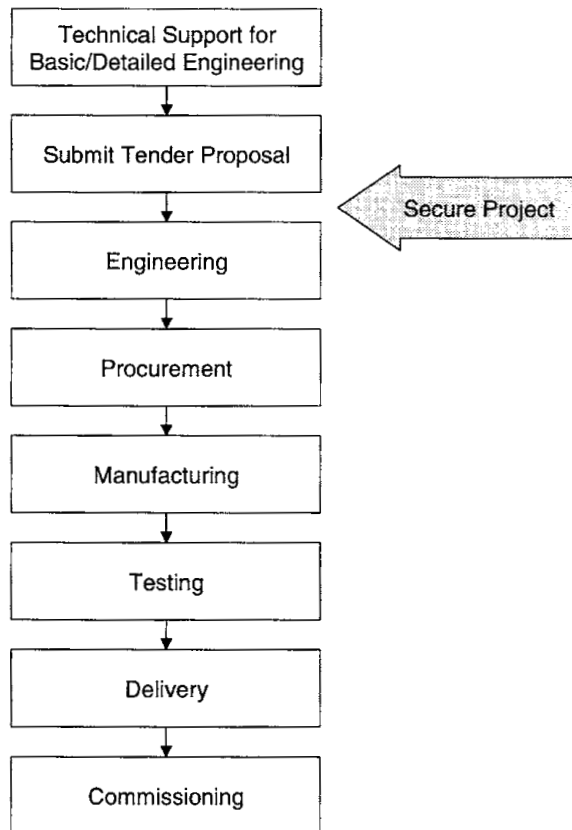 Technical Support for
Basic/Detailed Engineering
Submit Tender Proposal
Secure Project
Engineering
Procurement
Manufacturing
Testing
Delivery
Commissioning